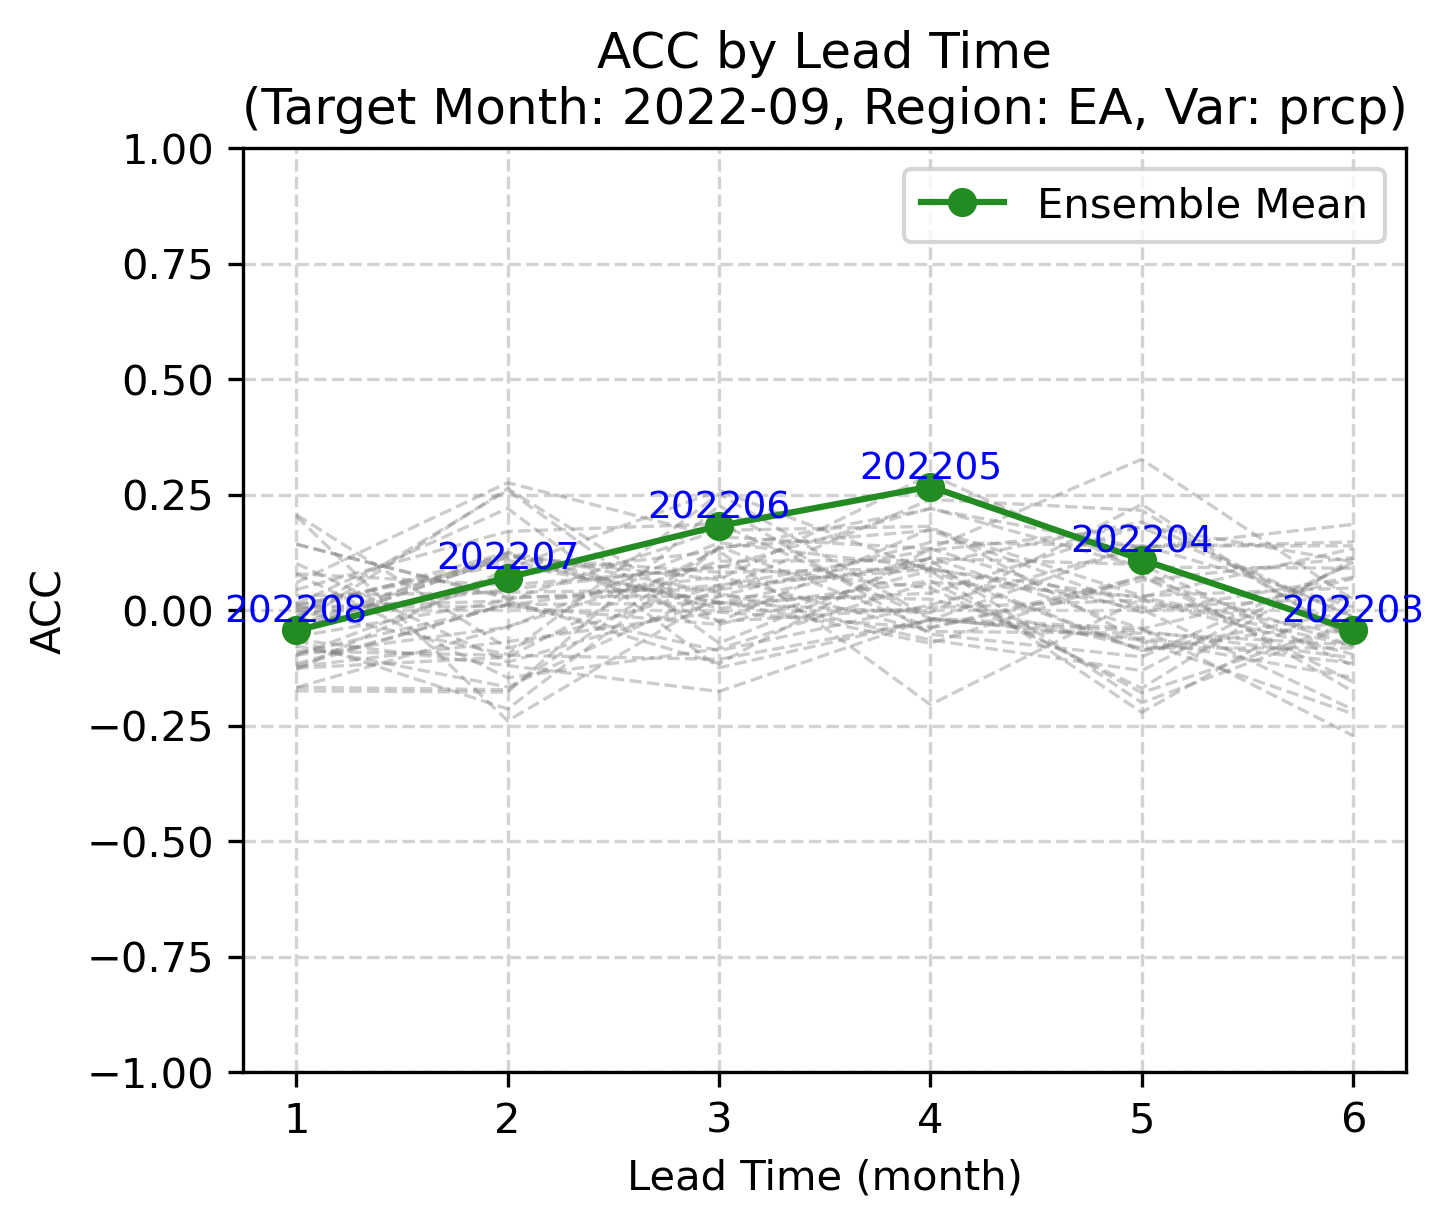 ACC by Lead Time
(Target Month: 2022-09, Region: EA, Var: prcp)
1.00
Ensemble Mean
0.75
0.50
202205
0.25
202206
202204
202207
0.00
202208
202203
ACC
−0.25
−0.50
−0.75
−1.00
1 2 3 4 5 6
Lead Time (month)